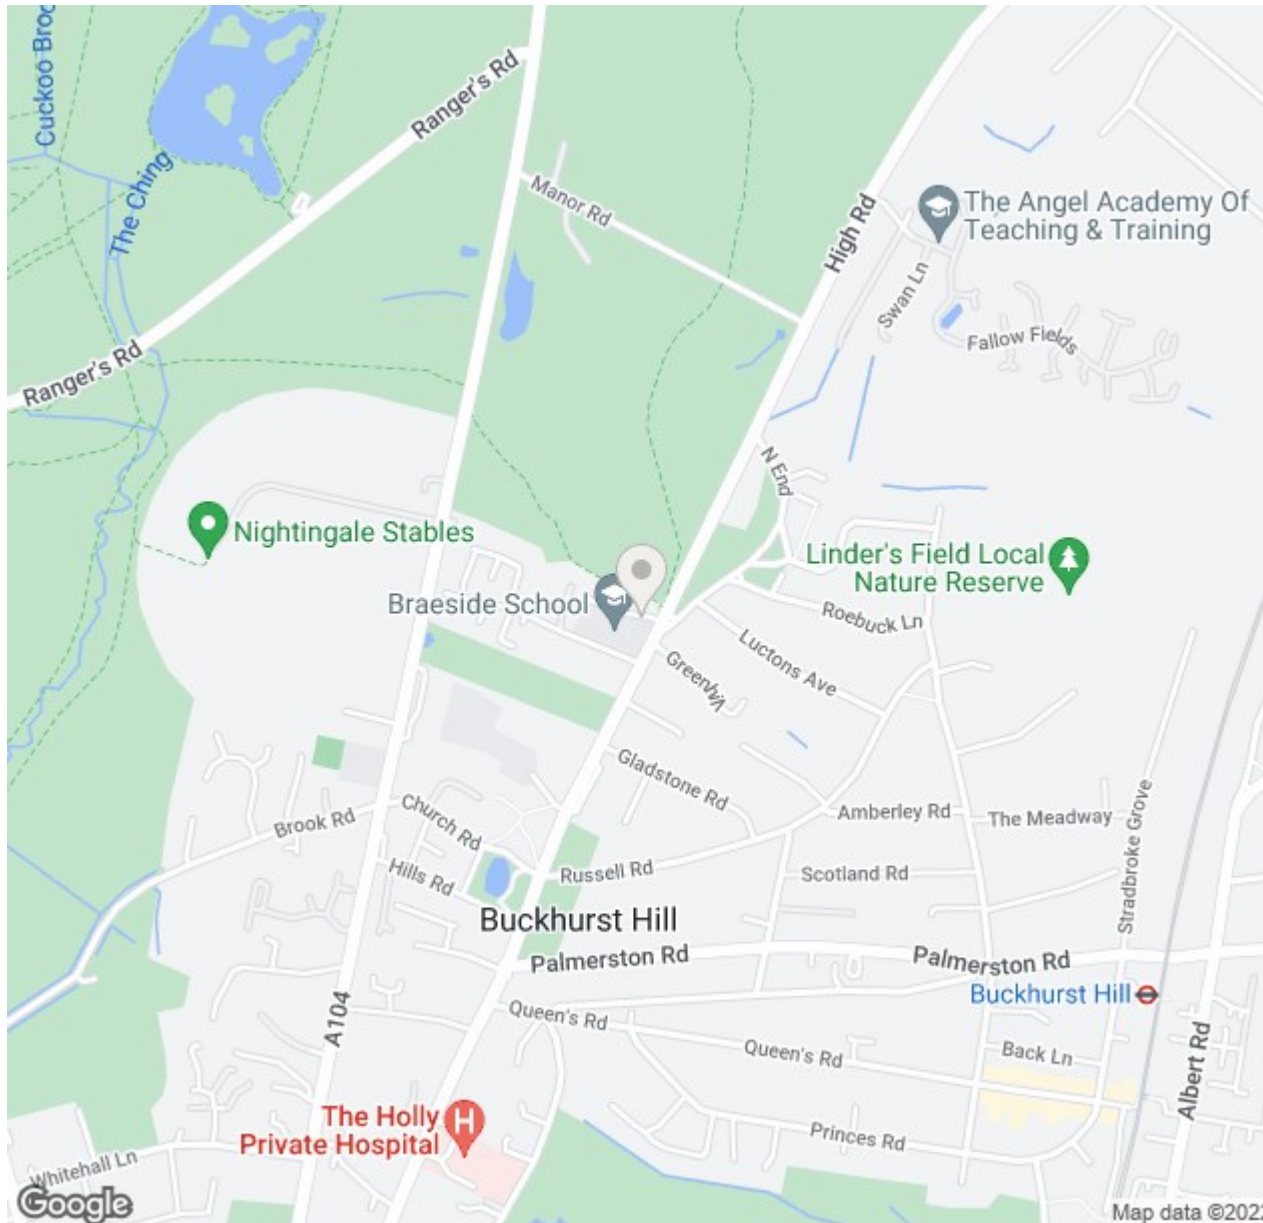 Cuckoo Broo
Ranger's Rd
The Ching
Manor Rd
High Rd
The Angel Academy Of
Teaching & Training
Swan Ln
Fallow Fields
Ranger's Rd
N End
Nightingale Stables
Linder's Field Local
Nature Reserve
Braeside School
Roebuck Ln
Luctons Ave
Greenway
Gladstone Rd
Stradbroke Grove
Church Rd
Brook Rd
Amberley Rd
The Meadway
Hills Rd
Russell Rd
Scotland Rd
Buckhurst Hill
Palmerston Rd
Palmerston Rd
Buckhurst Hill
A104
Queen's Rd
Queen's Rd
Back Ln
Albert Rd
The Holly
Private Hospital
H
Princes Rd
Whitehall Ln
Google
Map data ©2022